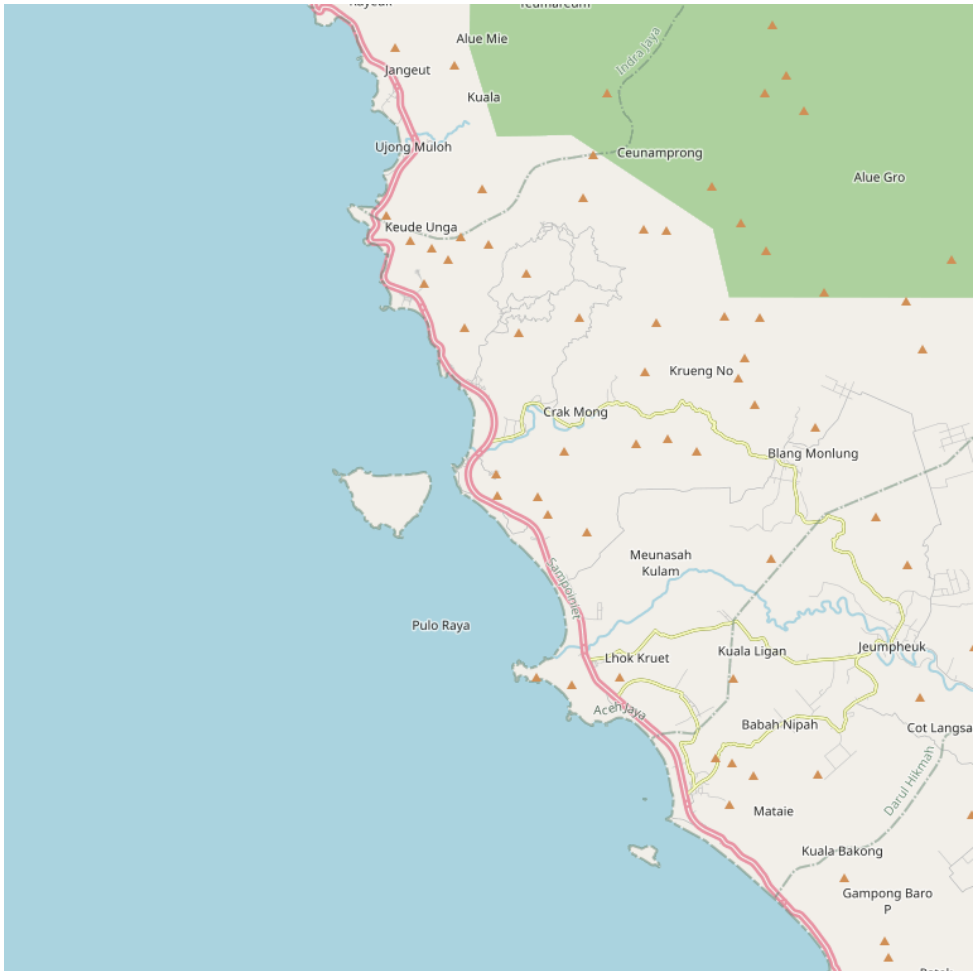 Alue Mie
Jangeut
Indra Jaya
Kuala
Ujong Muloh
Ceunamprong
Alue Gro
Keude Unga
Krueng No
Crak Mong
Blang Monlung
Meunasah
Kulam
Sampoiniet
Pulo Raya
Lhok Kruet
Kuala Ligan
Jeumpheuk
Aceh Jaya
Babah Nipah
Cot Langsa
Darul Hikmah
Mataie
Kuala Bakong
Gampong Baro
P